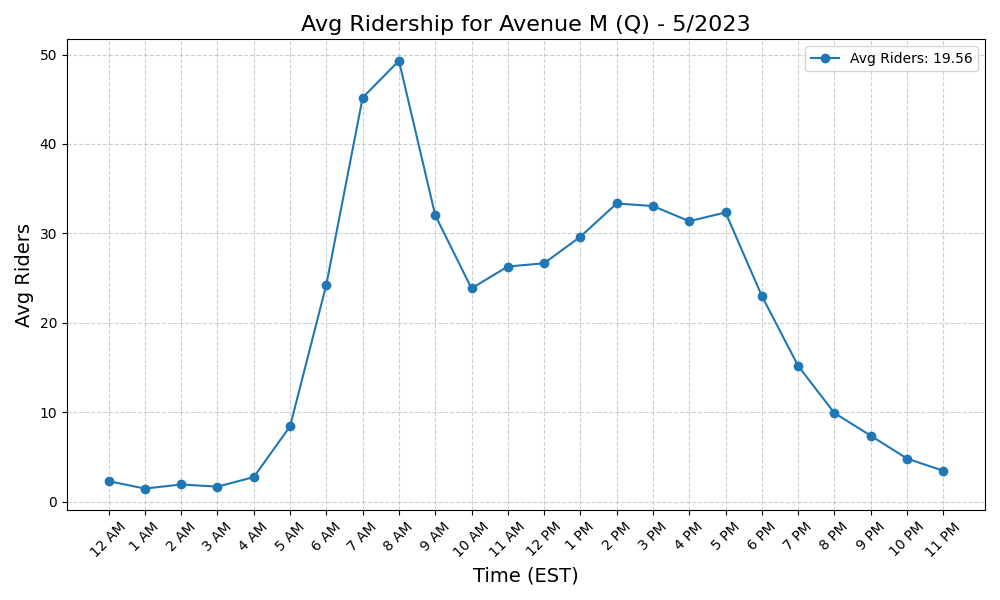 Avg Ridership for Avenue M (Q) - 5/2023
Avg Riders: 19.56
Avg Riders
50
40
30
20
10
0
12 AM
1 AM
2 AM
3 AM
4 AM
5 AM
6 AM
7 AM
8 AM
9 AM
10 AM
11 AM
12 PM
1 PM
2 PM
3 PM
4 PM
5 PM
6 PM
7 PM
8 PM
9 PM
10 PM
11 PM
Time (EST)